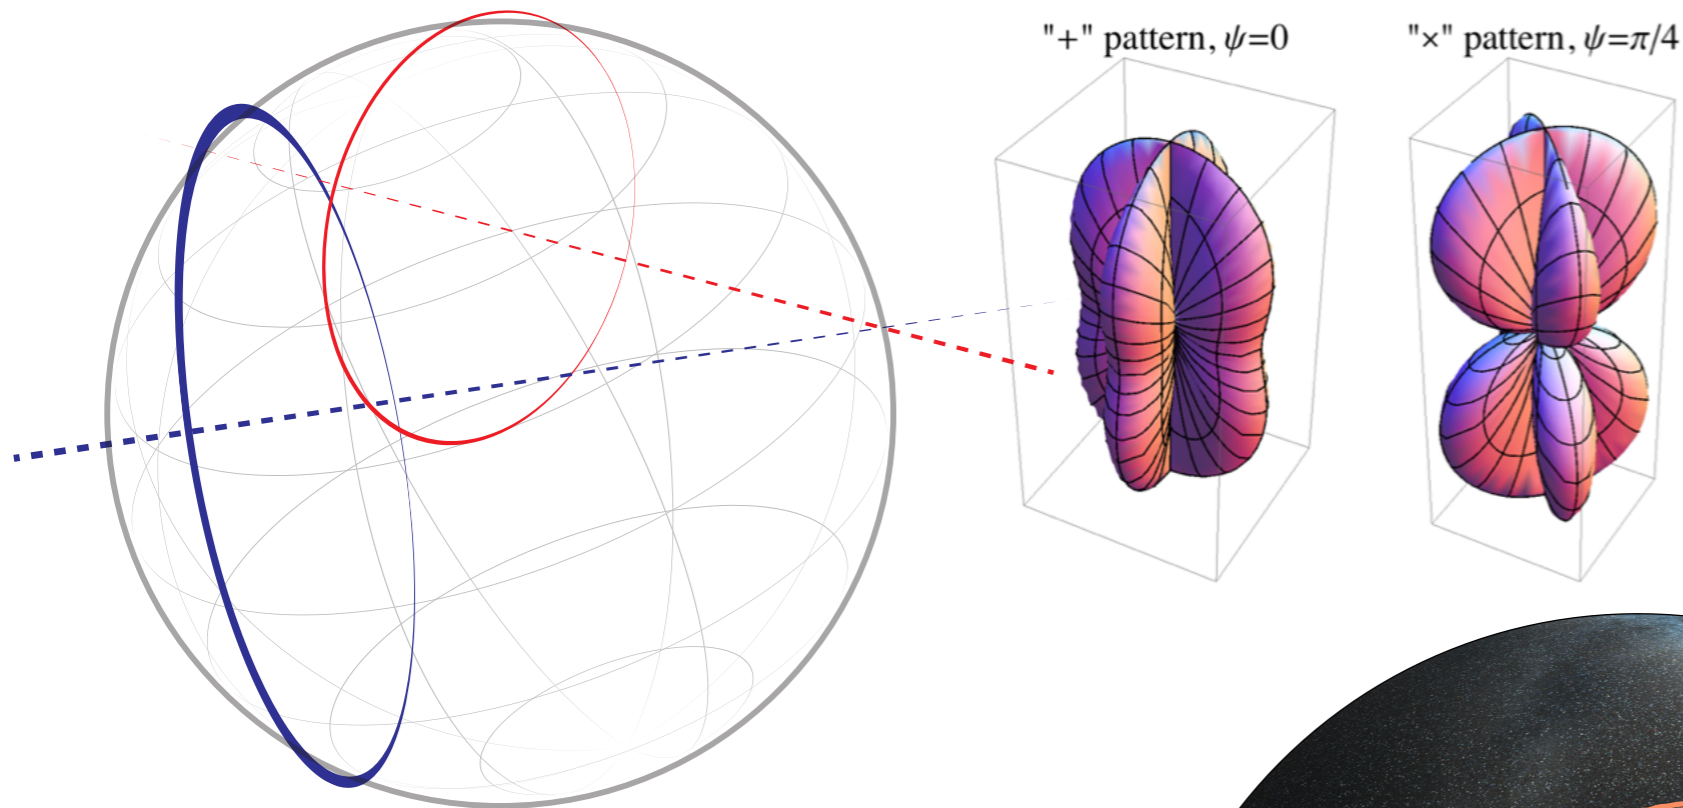 "+" pattern, ψ=0
"×" pattern, ψ=π/4